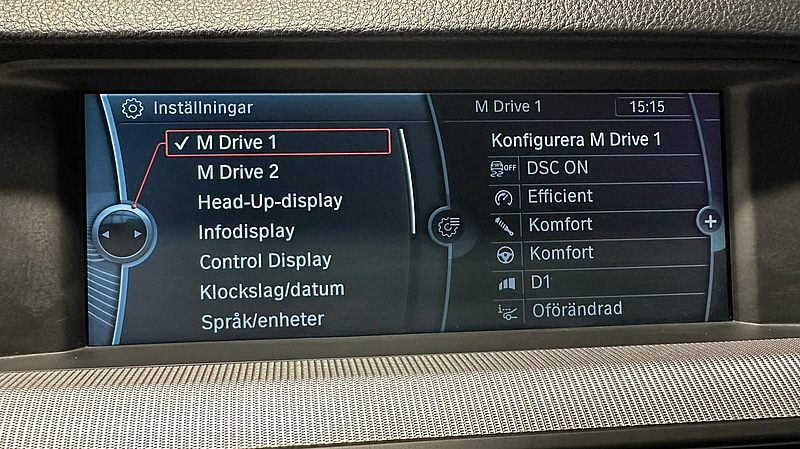 Inställningar
M Drive 1
M Drive 2
Head-Up-display
Infodisplay
Control Display
Klockslag/datum
Språk/enheter
M Drive 1 15:15
Konfigurera M Drive 1
OFF DSC ON
Efficient
Komfort
Komfort
D1
Oförändrad